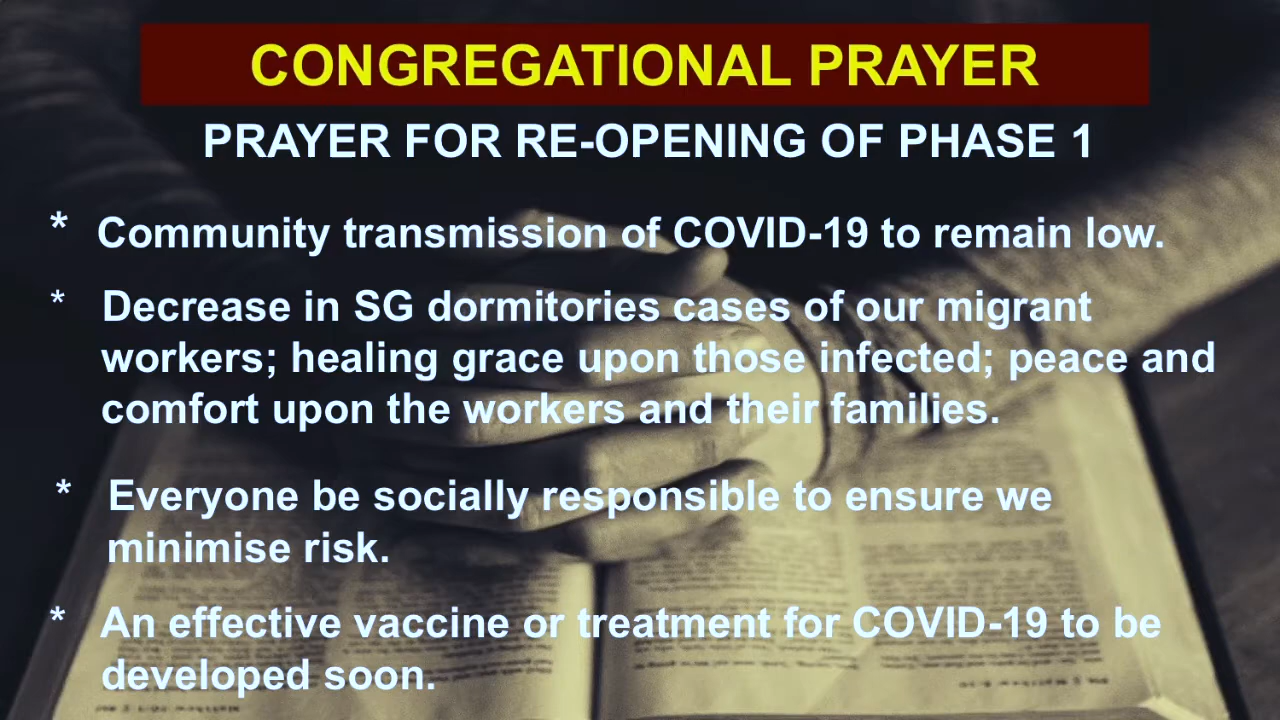 CONGREGATIONAL PRAYER
PRAYER FOR RE-OPENING OF PHASE 1
* Community transmission of COVID-19 to remain low.
* Decrease in SG dormitories cases of our migrant
workers; healing grace upon those infected; peace and
comfort upon the workers and their families.
* Everyone be socially responsible to ensure we
minimise risk.
* An effective vaccine or treatment for COVID-19 to be
developed soon.